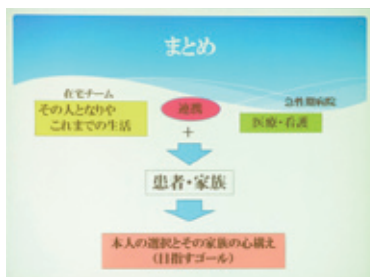 まとめ
在宅チーム
急性期病院
その人となりや
これまでの生活
連携
医療・看護
+
患者・家族
本人の選択とその家族の心構え
(目指すゴール)